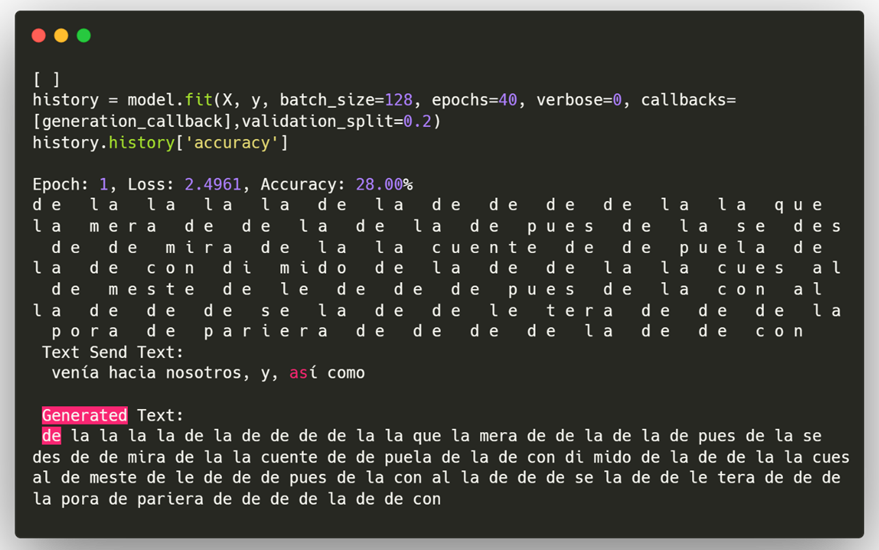 [ ]
history = model.fit(X, y, batch_size=128, epochs=40, verbose=0, callbacks=
[generation_callback],validation_split=0.2)
history.history['accuracy']
Epoch: 1, Loss: 2.4961, Accuracy: 28.00%
d e   l a   l a   l a   l a   d e   l a   d e   d e   d e   d e   l a   l a   q u e
l a   m e r a   d e   d e   l a   d e   l a   d e   p u e s   d e   l a   s e   d e s
d e   d e   m i r a   d e   l a   l a   c u e n t e   d e   d e   p u e l a   d e
l a   d e   c o n   d i   m i d o   d e   l a   d e   d e   l a   l a   c u e s   a l
d e   m e s t e   d e   l e   d e   d e   d e   p u e s   d e   l a   c o n   a l
l a   d e   d e   d e   s e   l a   d e   d e   l e   t e r a   d e   d e   d e   l a
p o r a   d e   p a r i e r a   d e   d e   d e   d e   l a   d e   d e   c o n
Text Send Text:
venía hacia nosotros, y, así como
Generated Text:
de la la la la de la de de de de la la que la mera de de la de la de pues de la se
des de de mira de la la cuente de de puela de la de con di mido de la de de la la cues
al de meste de le de de de pues de la con al la de de de se la de de le tera de de de
la pora de pariera de de de de la de de con